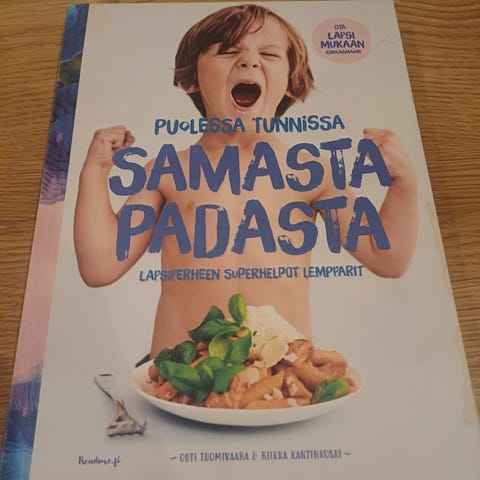 OTA
LAPSI
MUKAAN
KOKKAAMAAN!
PUOLESSA TUNNISSA
SAMASTA
PADASTA
LAPSIPERHEEN SUPERHELPOT LEMPPARIT
Readme.fi
~ OUTI TUOMIVAARA & RIIKKA KANTINKOSKI ~